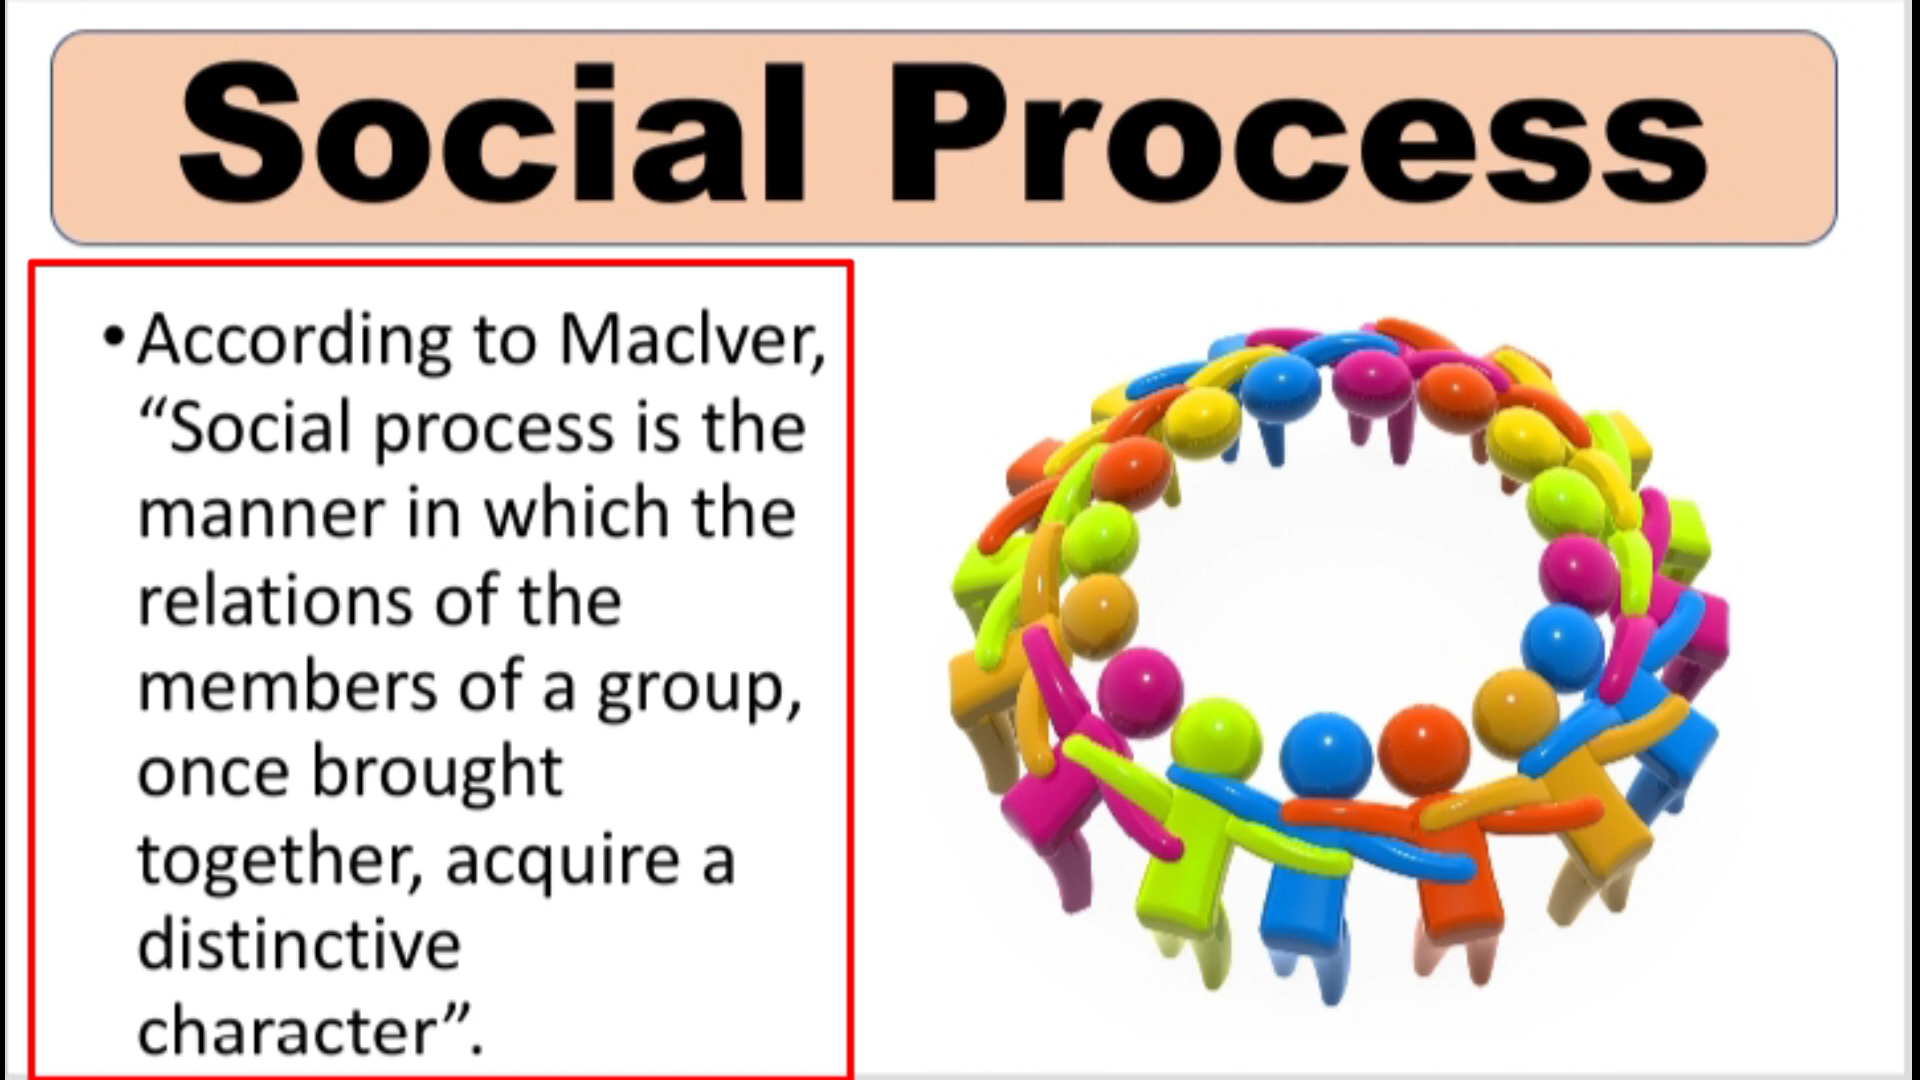 Social Process
• According to Maclver,
“Social process is the
manner in which the
relations of the
members of a group,
once brought
together, acquire a
distinctive
character”.